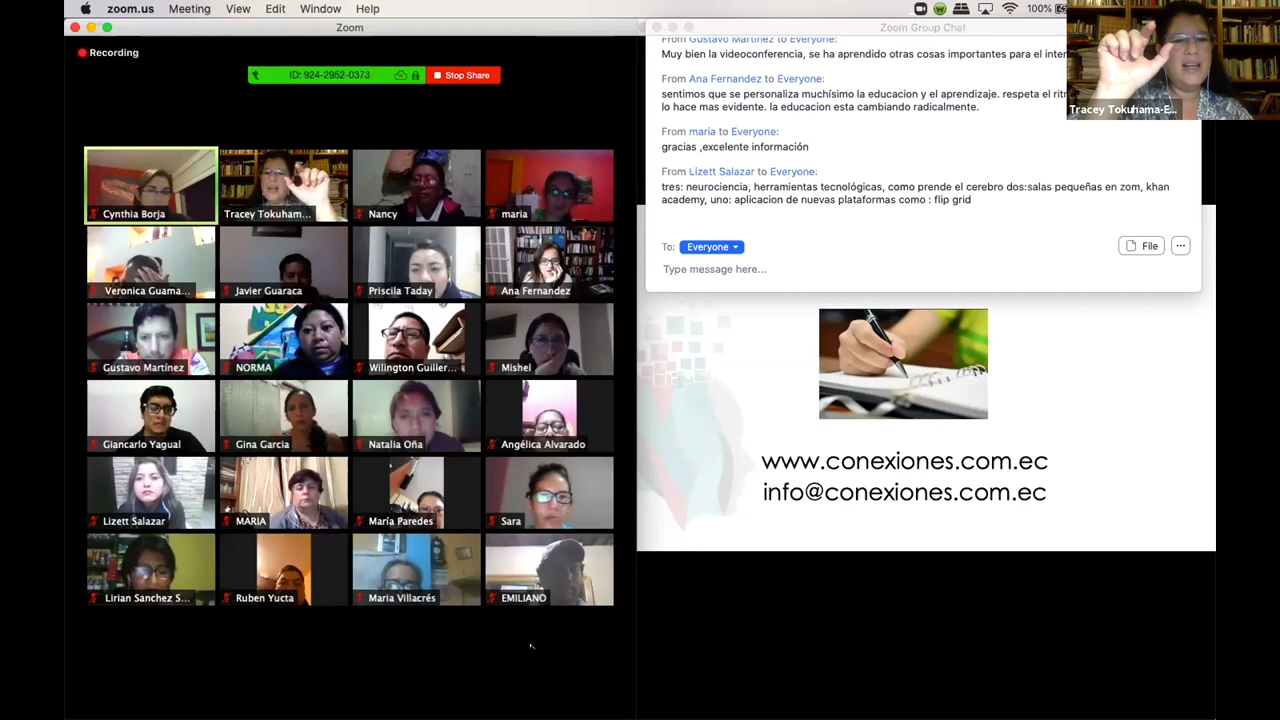 zoom.us Meeting View Edit Window Help
100%
Zoom
Zoom Group Chat
Recording
ID: 924-2952-0373
Stop Share
Cynthia Borja
Tracey Tokuham...
Nancy
maria
Veronica Guama...
Javier Guaraca
Priscila Taday
Ana Fernandez
Gustavo Martínez
NORMA
Wilington Guiller...
Mishel
Giancarlo Yagual
Gina Garcia
Natalia Oña
Angélica Alvarado
Lizett Salazar
MARIA
María Paredes
Sara
Lirian Sanchez S...
Ruben Yucta
Maria Villacrés
EMILIANO
From Gustavo Martínez to Everyone:
Muy bien la videoconferencia, se ha aprendido otras cosas importantes para el
From Ana Fernandez to Everyone:
sentimos que se personaliza muchísimo la educacion y el aprendizaje. respeta el
lo hace mas evidente. la educacion esta cambiando radicalmente.
From maria to Everyone:
gracias ,excelente información
From Lizett Salazar to Everyone:
tres: neurociencia, herramientas tecnológicas, como prende el cerebro dos:salas pequeñas en zom, khan
academy, uno: aplicacion de nuevas plataformas como : flip grid
To: Everyone
File
Type message here...
Tracey Tokuhama-E...
www.conexiones.com.ec
info@conexiones.com.ec